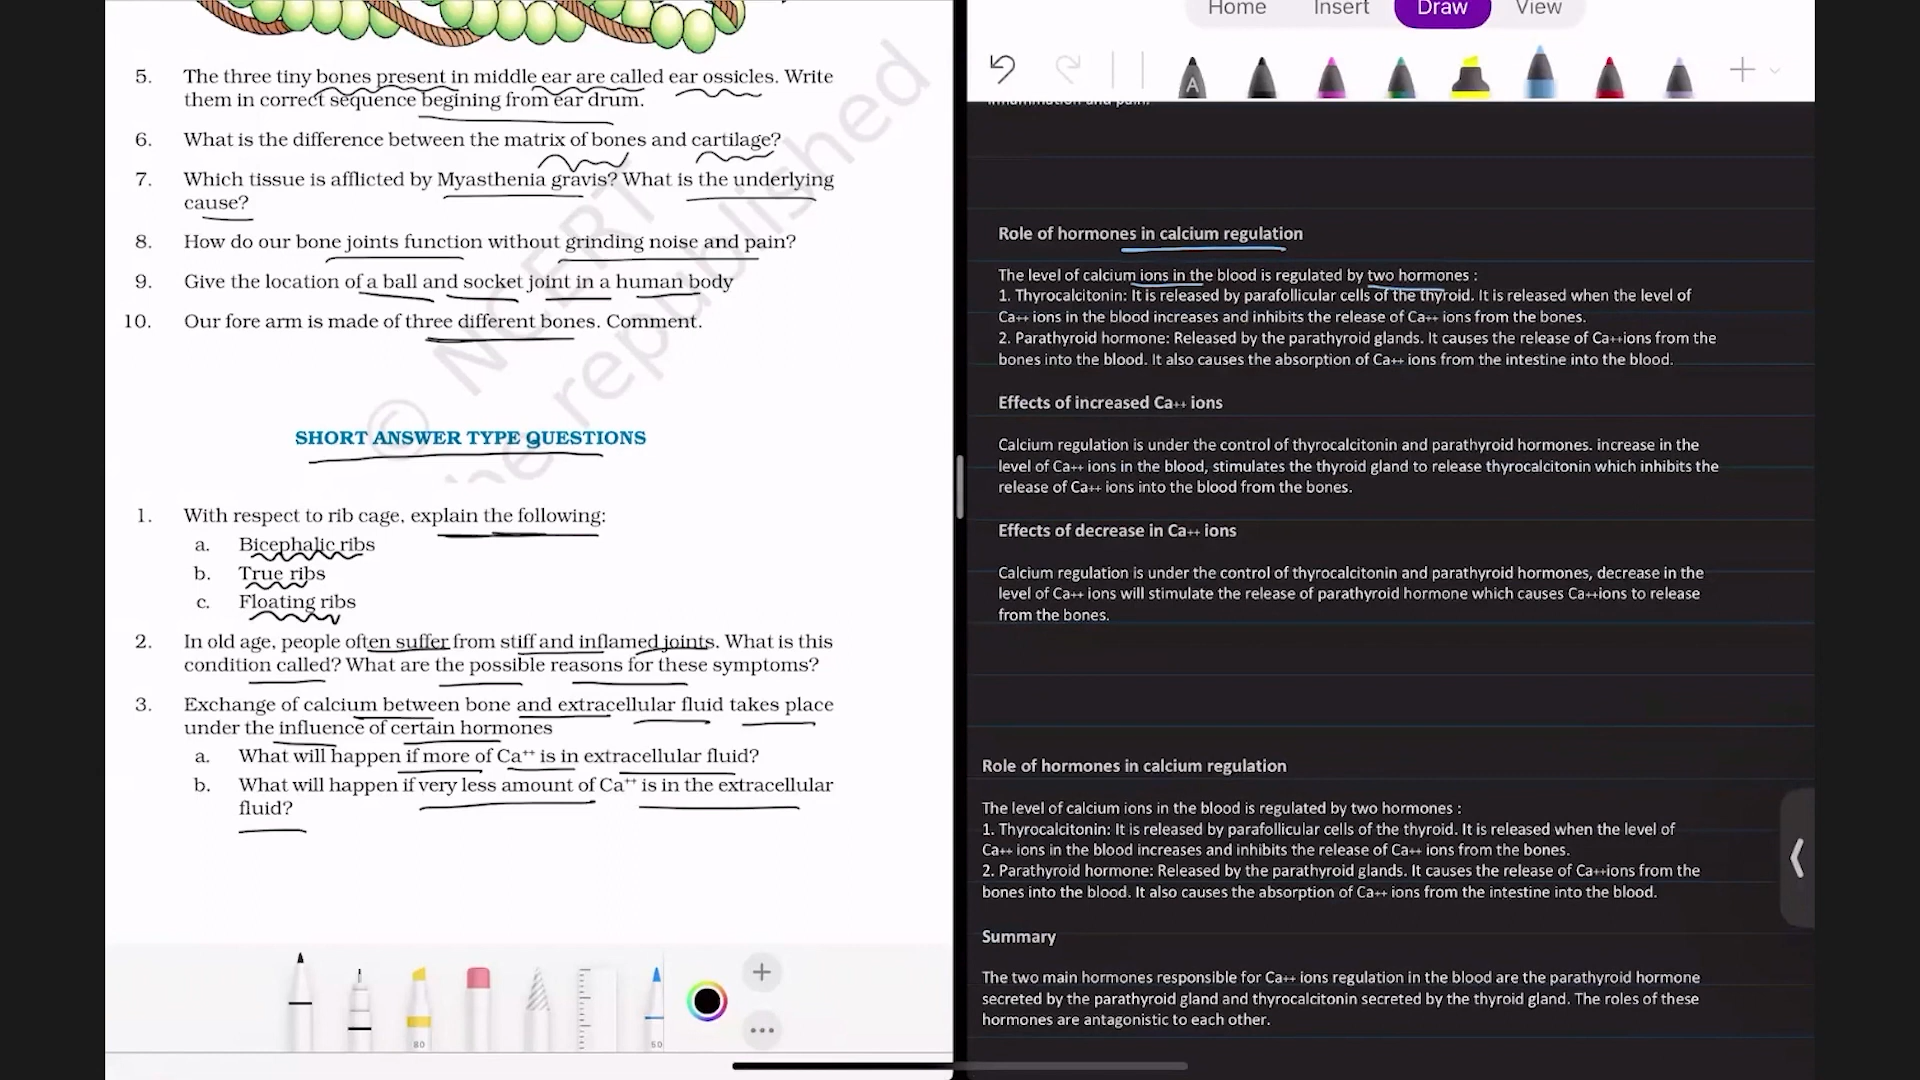 5. The three tiny bones present in middle ear are called ear ossicles. Write
them in correct sequence begining from ear drum.
6. What is the difference between the matrix of bones and cartilage?
7. Which tissue is afflicted by Myasthenia gravis? What is the underlying
cause?
8. How do our bone joints function without grinding noise and pain?
9. Give the location of a ball and socket joint in a human body
10. Our fore arm is made of three different bones. Comment.
© NCERT
be republished
SHORT ANSWER TYPE QUESTIONS
1. With respect to rib cage, explain the following:
a. Bicephalic ribs
b. True ribs
c. Floating ribs
2. In old age, people often suffer from stiff and inflamed joints. What is this
condition called? What are the possible reasons for these symptoms?
3. Exchange of calcium between bone and extracellular fluid takes place
under the influence of certain hormones
a. What will happen if more of Ca⁺⁺ is in extracellular fluid?
b. What will happen if very less amount of Ca⁺⁺ is in the extracellular
fluid?
80
50
Home Insert Draw View
A
inflammation and pain.
Role of hormones in calcium regulation
The level of calcium ions in the blood is regulated by two hormones :
1. Thyrocalcitonin: It is released by parafollicular cells of the thyroid. It is released when the level of
Ca++ ions in the blood increases and inhibits the release of Ca++ ions from the bones.
2. Parathyroid hormone: Released by the parathyroid glands. It causes the release of Ca++ions from the
bones into the blood. It also causes the absorption of Ca++ ions from the intestine into the blood.
Effects of increased Ca++ ions
Calcium regulation is under the control of thyrocalcitonin and parathyroid hormones. increase in the
level of Ca++ ions in the blood, stimulates the thyroid gland to release thyrocalcitonin which inhibits the
release of Ca++ ions into the blood from the bones.
Effects of decrease in Ca++ ions
Calcium regulation is under the control of thyrocalcitonin and parathyroid hormones, decrease in the
level of Ca++ ions will stimulate the release of parathyroid hormone which causes Ca++ions to release
from the bones.
Role of hormones in calcium regulation
The level of calcium ions in the blood is regulated by two hormones :
1. Thyrocalcitonin: It is released by parafollicular cells of the thyroid. It is released when the level of
Ca++ ions in the blood increases and inhibits the release of Ca++ ions from the bones.
2. Parathyroid hormone: Released by the parathyroid glands. It causes the release of Ca++ions from the
bones into the blood. It also causes the absorption of Ca++ ions from the intestine into the blood.
Summary
The two main hormones responsible for Ca++ ions regulation in the blood are the parathyroid hormone
secreted by the parathyroid gland and thyrocalcitonin secreted by the thyroid gland. The roles of these
hormones are antagonistic to each other.